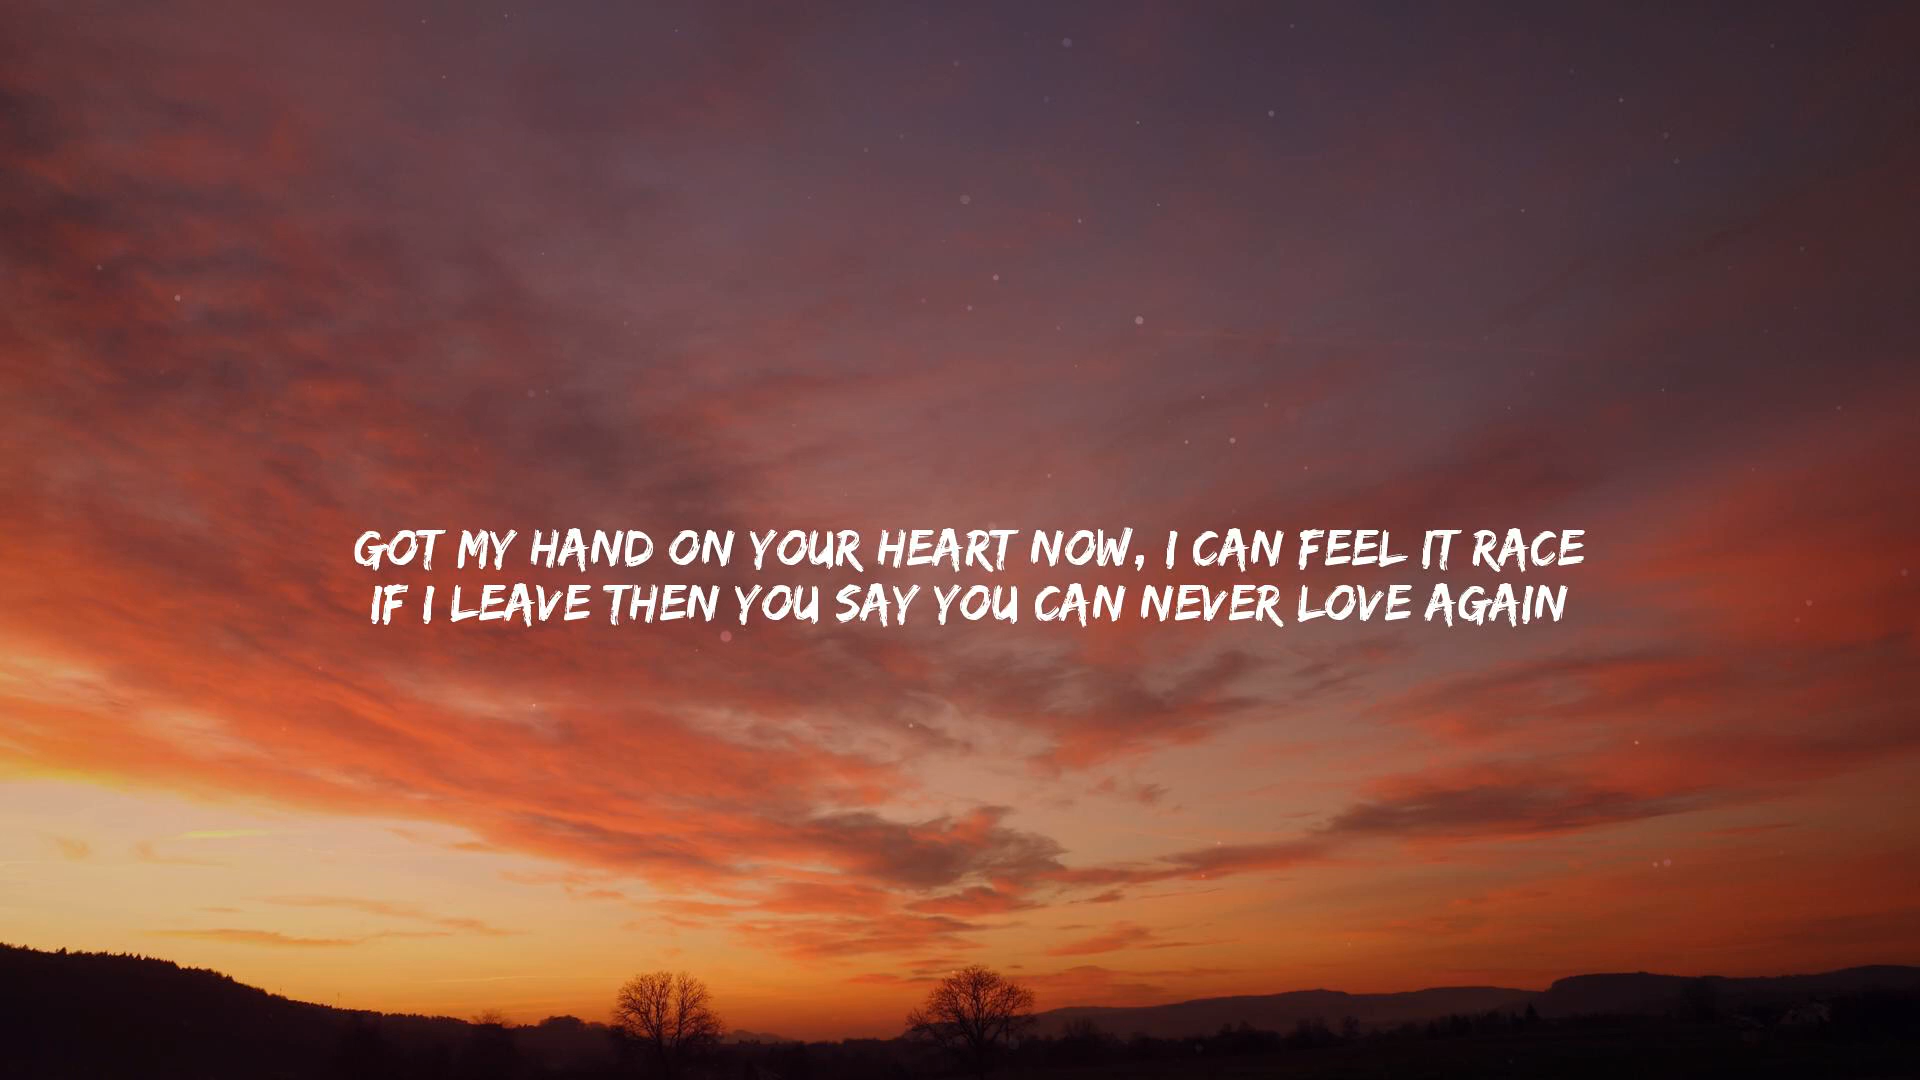 GOT MY HAND ON YOUR HEART NOW, I CAN FEEL IT RACE
IF I LEAVE THEN YOU SAY YOU CAN NEVER LOVE AGAIN